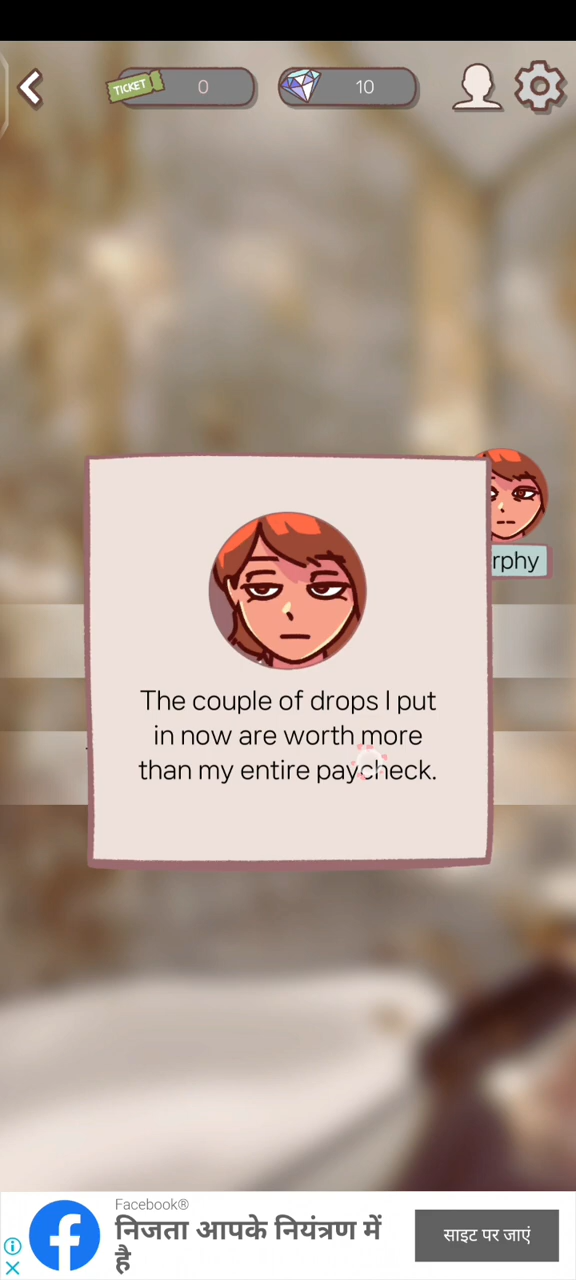 TICKET
0
10
rphy
The couple of drops I put
in now are worth more
than my entire paycheck.
Facebook®
निजता आपके नियंत्रण में
है
साइट पर जाएं